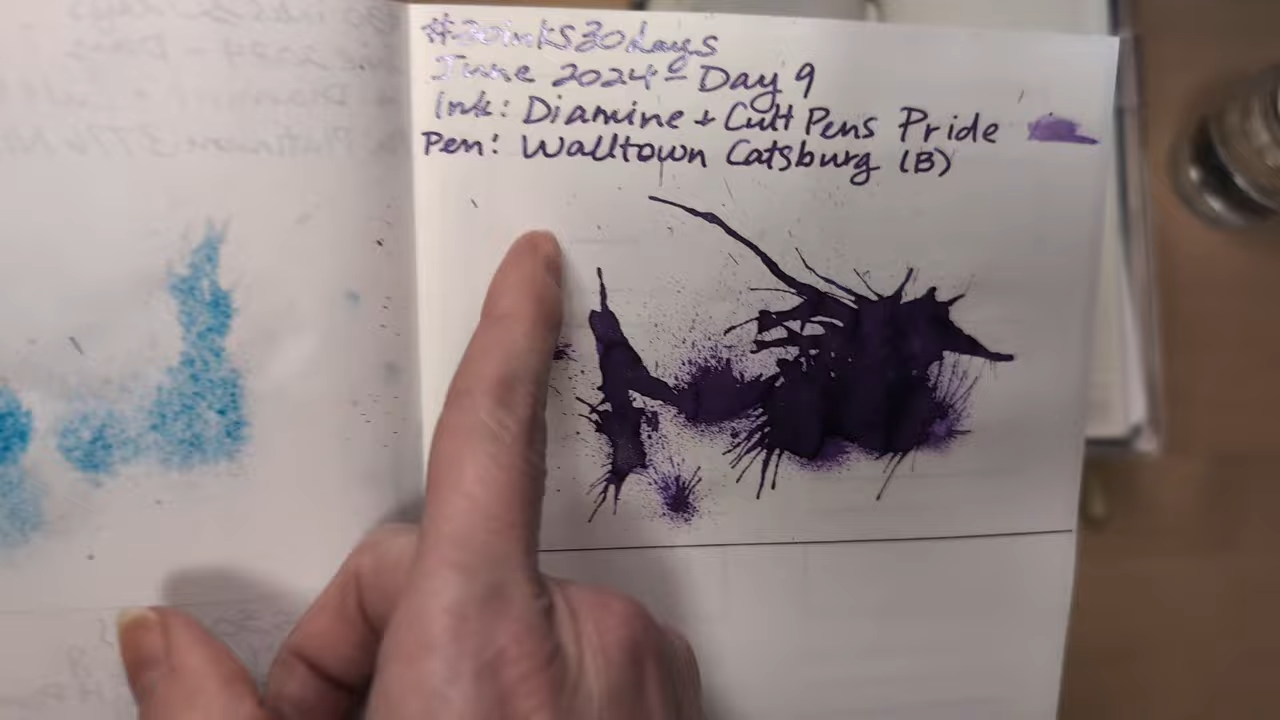 #30inks30days
June 2024 - Day 9
Ink: Diamine + Cult Pens Pride
Pen: Walltown Catsburg (B)